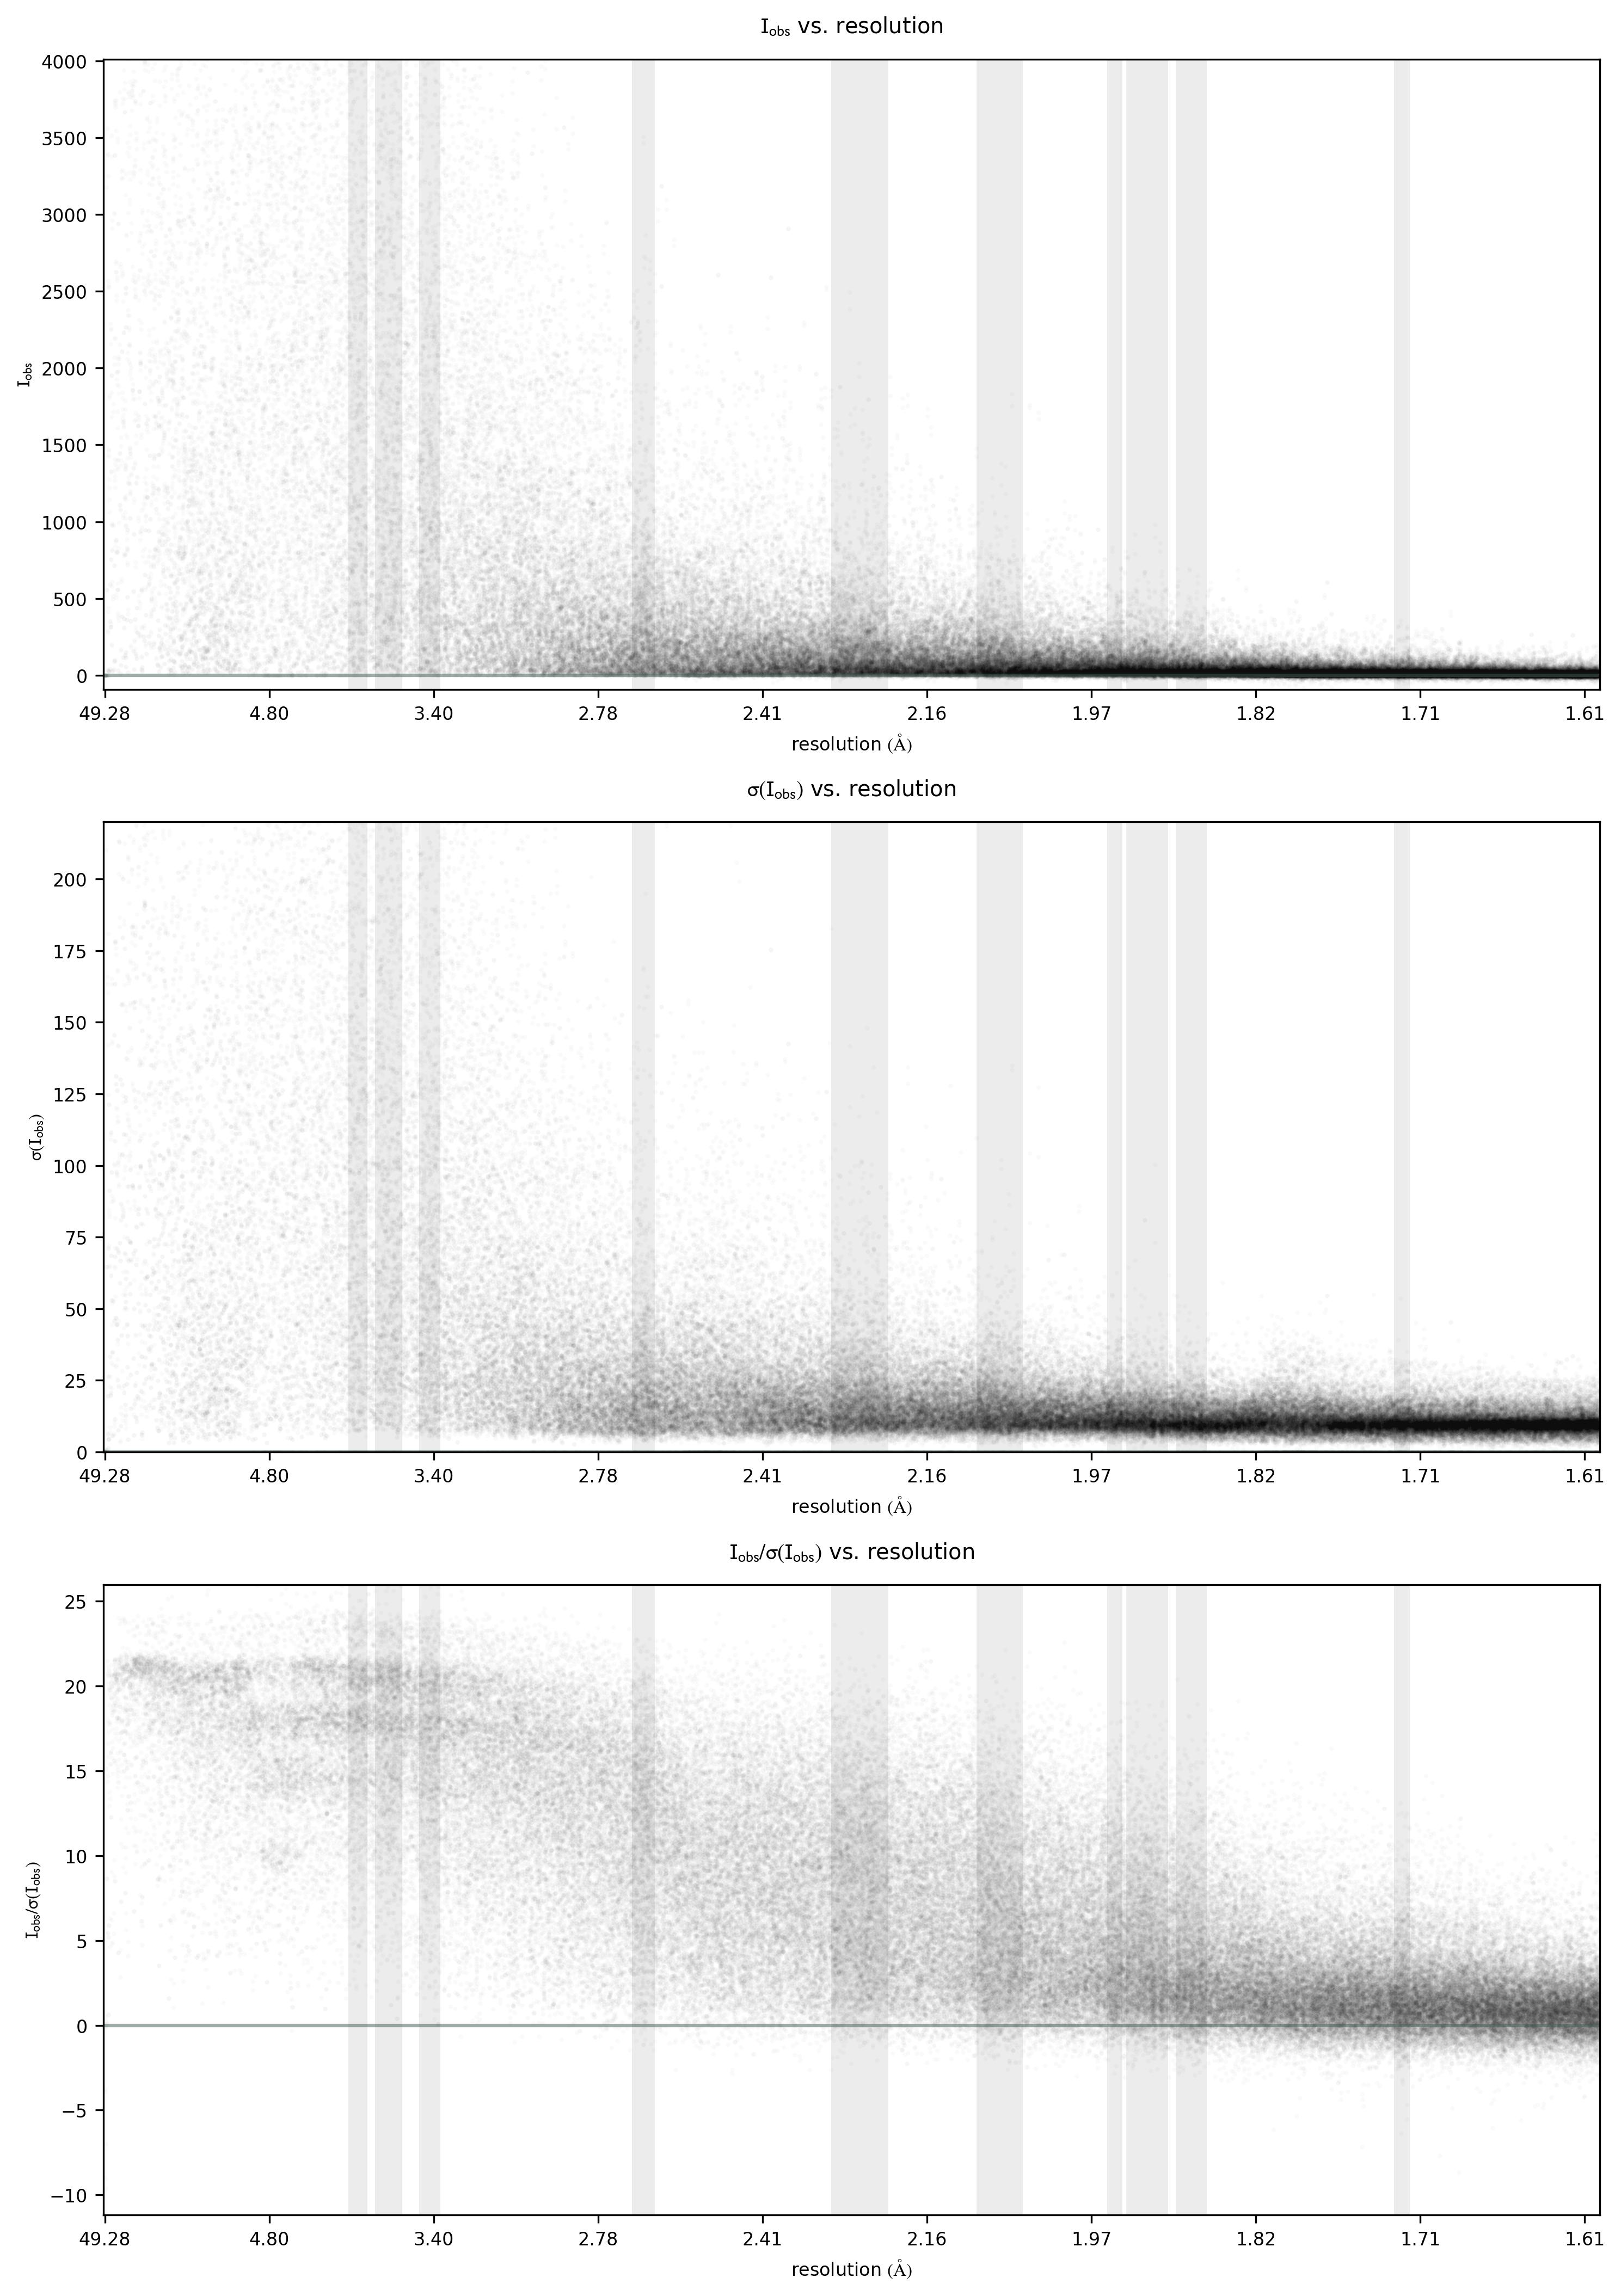 I_obs vs. resolution
4000
3500
3000
2500
2000
1500
1000
500
0
I_obs
49.28 4.80 3.40 2.78 2.41 2.16 1.97 1.82 1.71 1.61
resolution (Å)
σ(I_obs) vs. resolution
200
175
150
125
100
75
50
25
0
σ(I_obs)
49.28 4.80 3.40 2.78 2.41 2.16 1.97 1.82 1.71 1.61
resolution (Å)
I_obs/σ(I_obs) vs. resolution
25
20
15
10
5
0
−5
−10
I_obs/σ(I_obs)
49.28 4.80 3.40 2.78 2.41 2.16 1.97 1.82 1.71 1.61
resolution (Å)